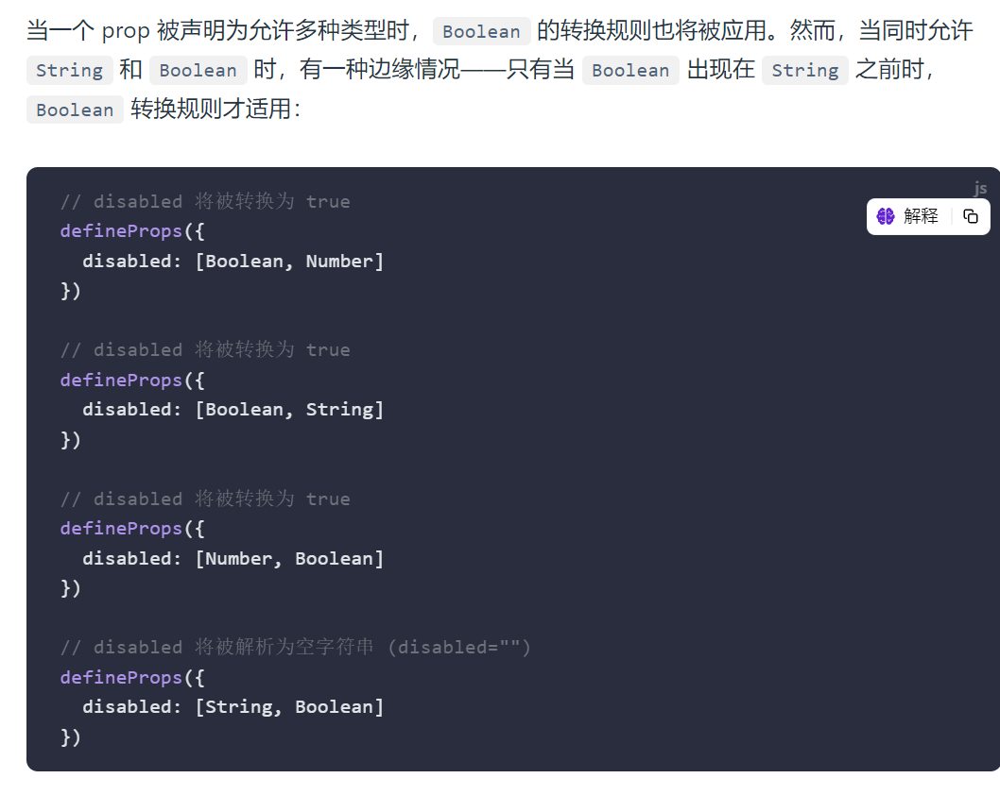 当一个 prop 被声明为允许多种类型时， Boolean 的转换规则也将被应用。然而，当同时允许
String 和 Boolean 时，有一种边缘情况——只有当 Boolean 出现在 String 之前时，
Boolean 转换规则才适用：
js
解释
// disabled 将被转换为 true
defineProps({
  disabled: [Boolean, Number]
})

// disabled 将被转换为 true
defineProps({
  disabled: [Boolean, String]
})

// disabled 将被转换为 true
defineProps({
  disabled: [Number, Boolean]
})

// disabled 将被解析为空字符串 (disabled="")
defineProps({
  disabled: [String, Boolean]
})